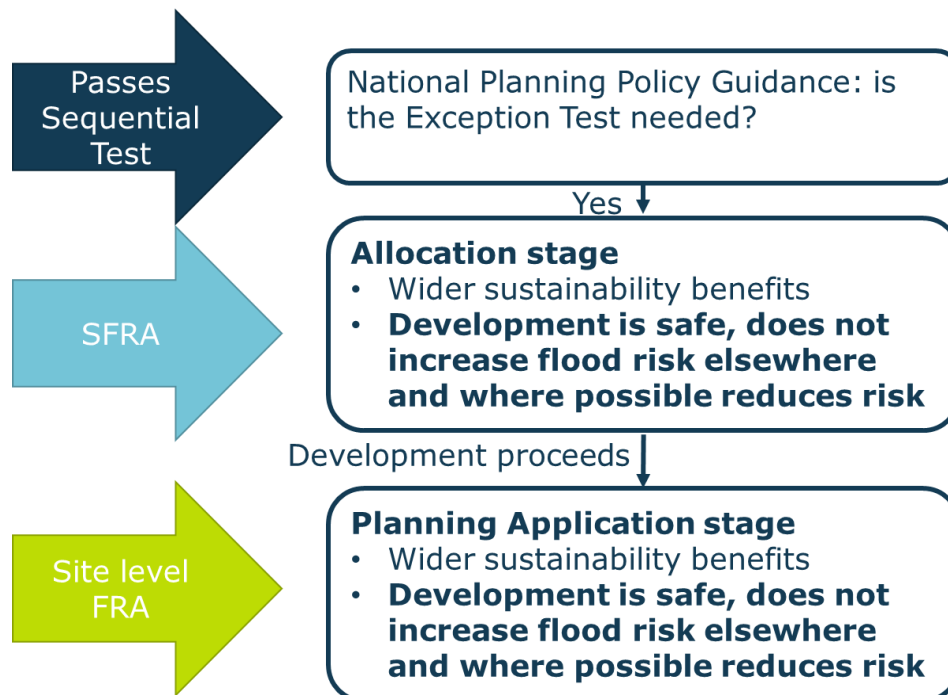 Passes
Sequential
Test
National Planning Policy Guidance: is
the Exception Test needed?
Yes
SFRA
Allocation stage
• Wider sustainability benefits
• Development is safe, does not
increase flood risk elsewhere
and where possible reduces risk
Development proceeds
Site level
FRA
Planning Application stage
• Wider sustainability benefits
• Development is safe, does not
increase flood risk elsewhere
and where possible reduces risk